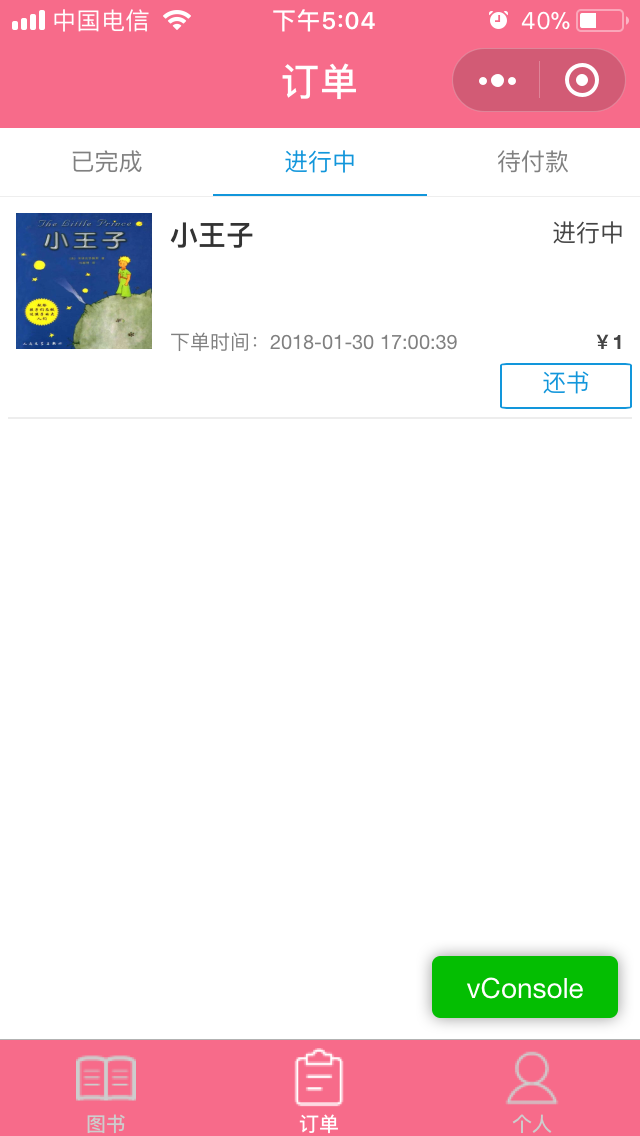 中国电信
下午5:04
40%
订单
已完成
进行中
待付款
The Little Prince
小王子
小王子
进行中
下单时间：2018-01-30 17:00:39
¥ 1
还书
vConsole
图书
订单
个人